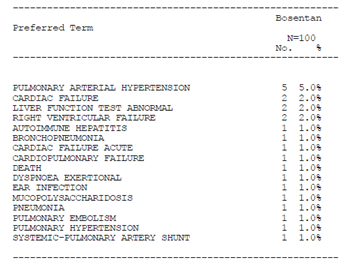 Bosentan
Preferred Term
N=100
No. %
PULMONARY ARTERIAL HYPERTENSION 5 5.0%
CARDIAC FAILURE 2 2.0%
LIVER FUNCTION TEST ABNORMAL 2 2.0%
RIGHT VENTRICULAR FAILURE 2 2.0%
AUTOIMMUNE HEPATITIS 1 1.0%
BRONCHOPNEUMONIA 1 1.0%
CARDIAC FAILURE ACUTE 1 1.0%
CARDIOPULMONARY FAILURE 1 1.0%
DEATH 1 1.0%
DYSPNOEA EXERTIONAL 1 1.0%
EAR INFECTION 1 1.0%
MUCOPOLYSACCHARIDOSIS 1 1.0%
PNEUMONIA 1 1.0%
PULMONARY EMBOLISM 1 1.0%
PULMONARY HYPERTENSION 1 1.0%
SYSTEMIC-PULMONARY ARTERY SHUNT 1 1.0%